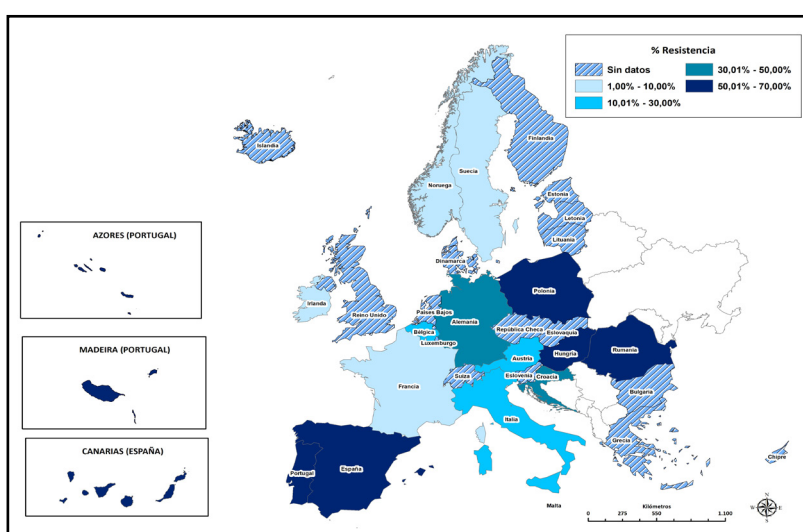 % Resistencia
Sin datos
1,00% - 10,00%
10,01% - 30,00%
30,01% - 50,00%
50,01% - 70,00%
Islandia
Finlandia
Suecia
Noruega
Estonia
Letonia
Lituania
Dinamarca
AZORES (PORTUGAL)
Irlanda
Reino Unido
Países Bajos
Polonia
Alemania
Bélgica
Luxemburgo
República Checa
Eslovaquia
MADEIRA (PORTUGAL)
Francia
Suiza
Austria
Hungría
Rumania
Eslovenia
Croacia
Bulgaria
Italia
Grecia
Chipre
CANARIAS (ESPAÑA)
Portugal
España
Malta
Kilómetros
0 275 550 1.100
N
W E
S